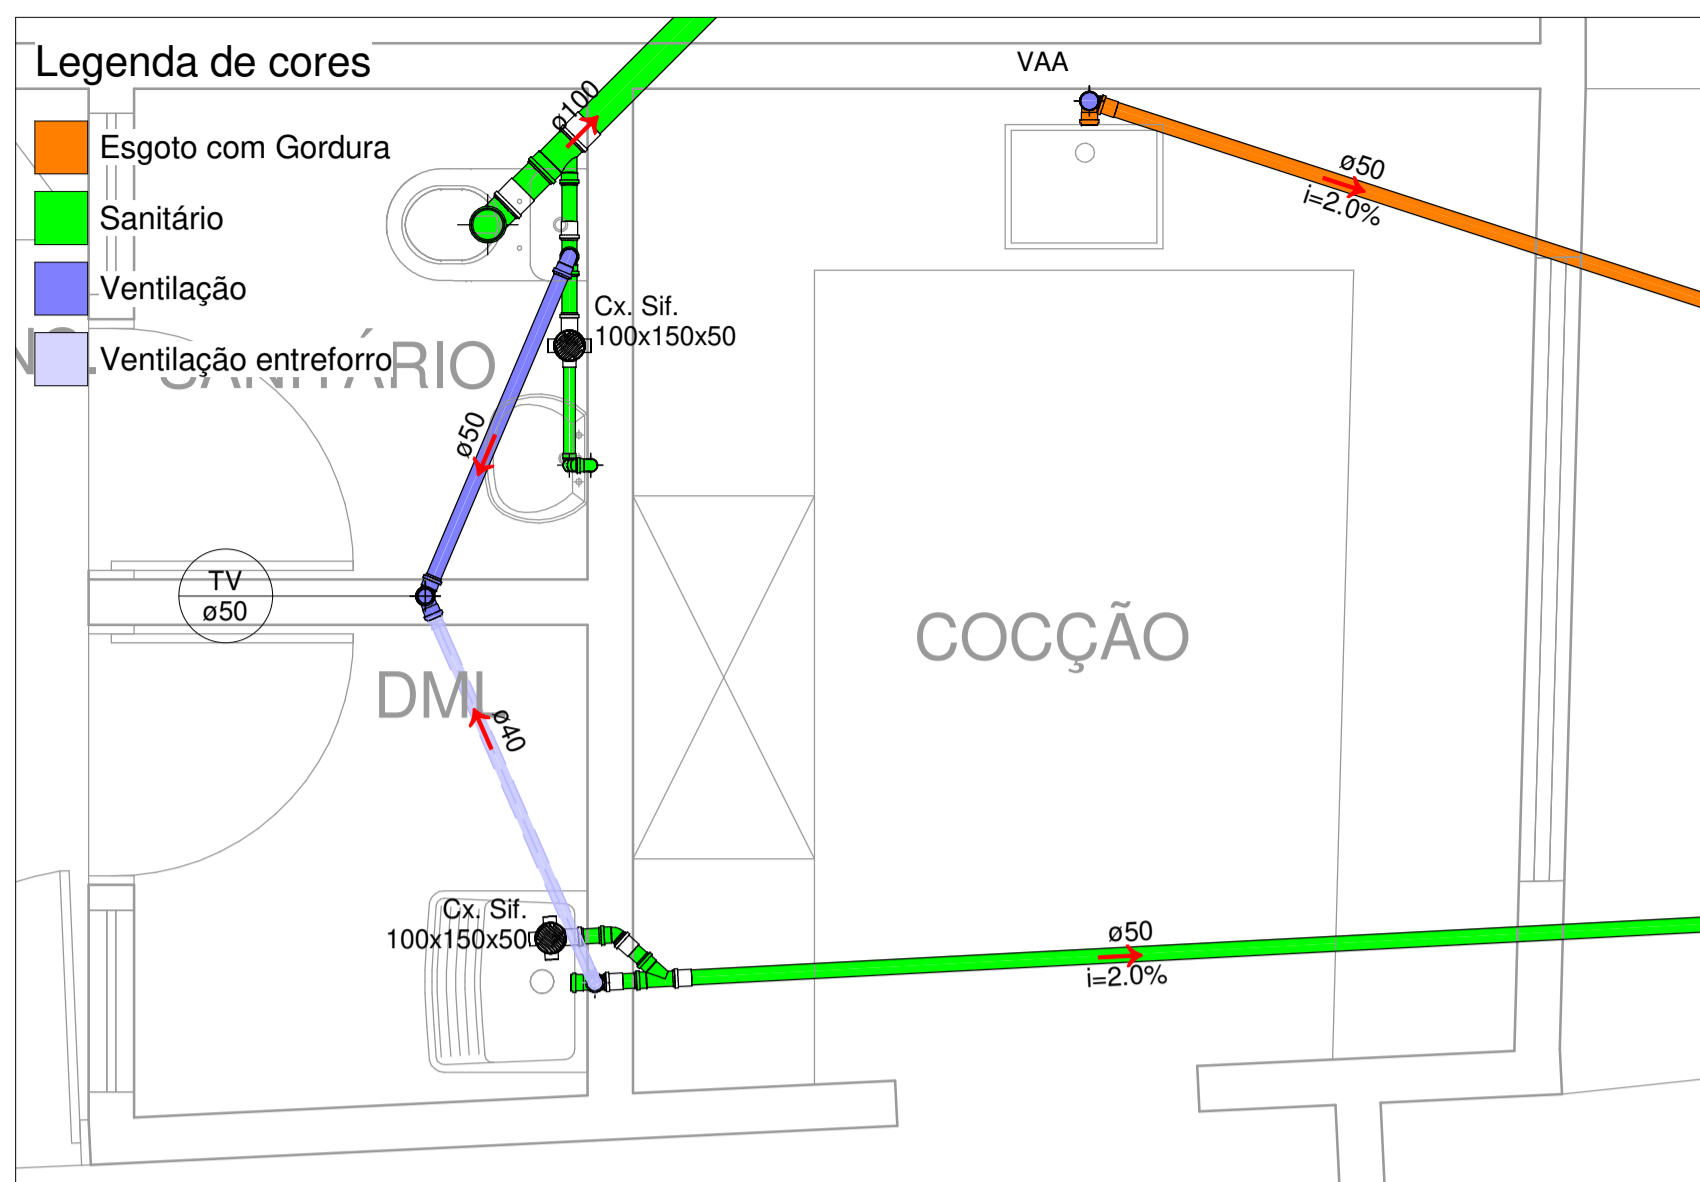 Legenda de cores
Esgoto com Gordura
Sanitário
Ventilação
Ventilação entreforro
ø100
VAA
ø50
i=2.0%
Cx. Sif.
100x150x50
SANITÁRIO
ø50
TV
ø50
COCÇÃO
DML
ø40
Cx. Sif.
100x150x50
ø50
i=2.0%